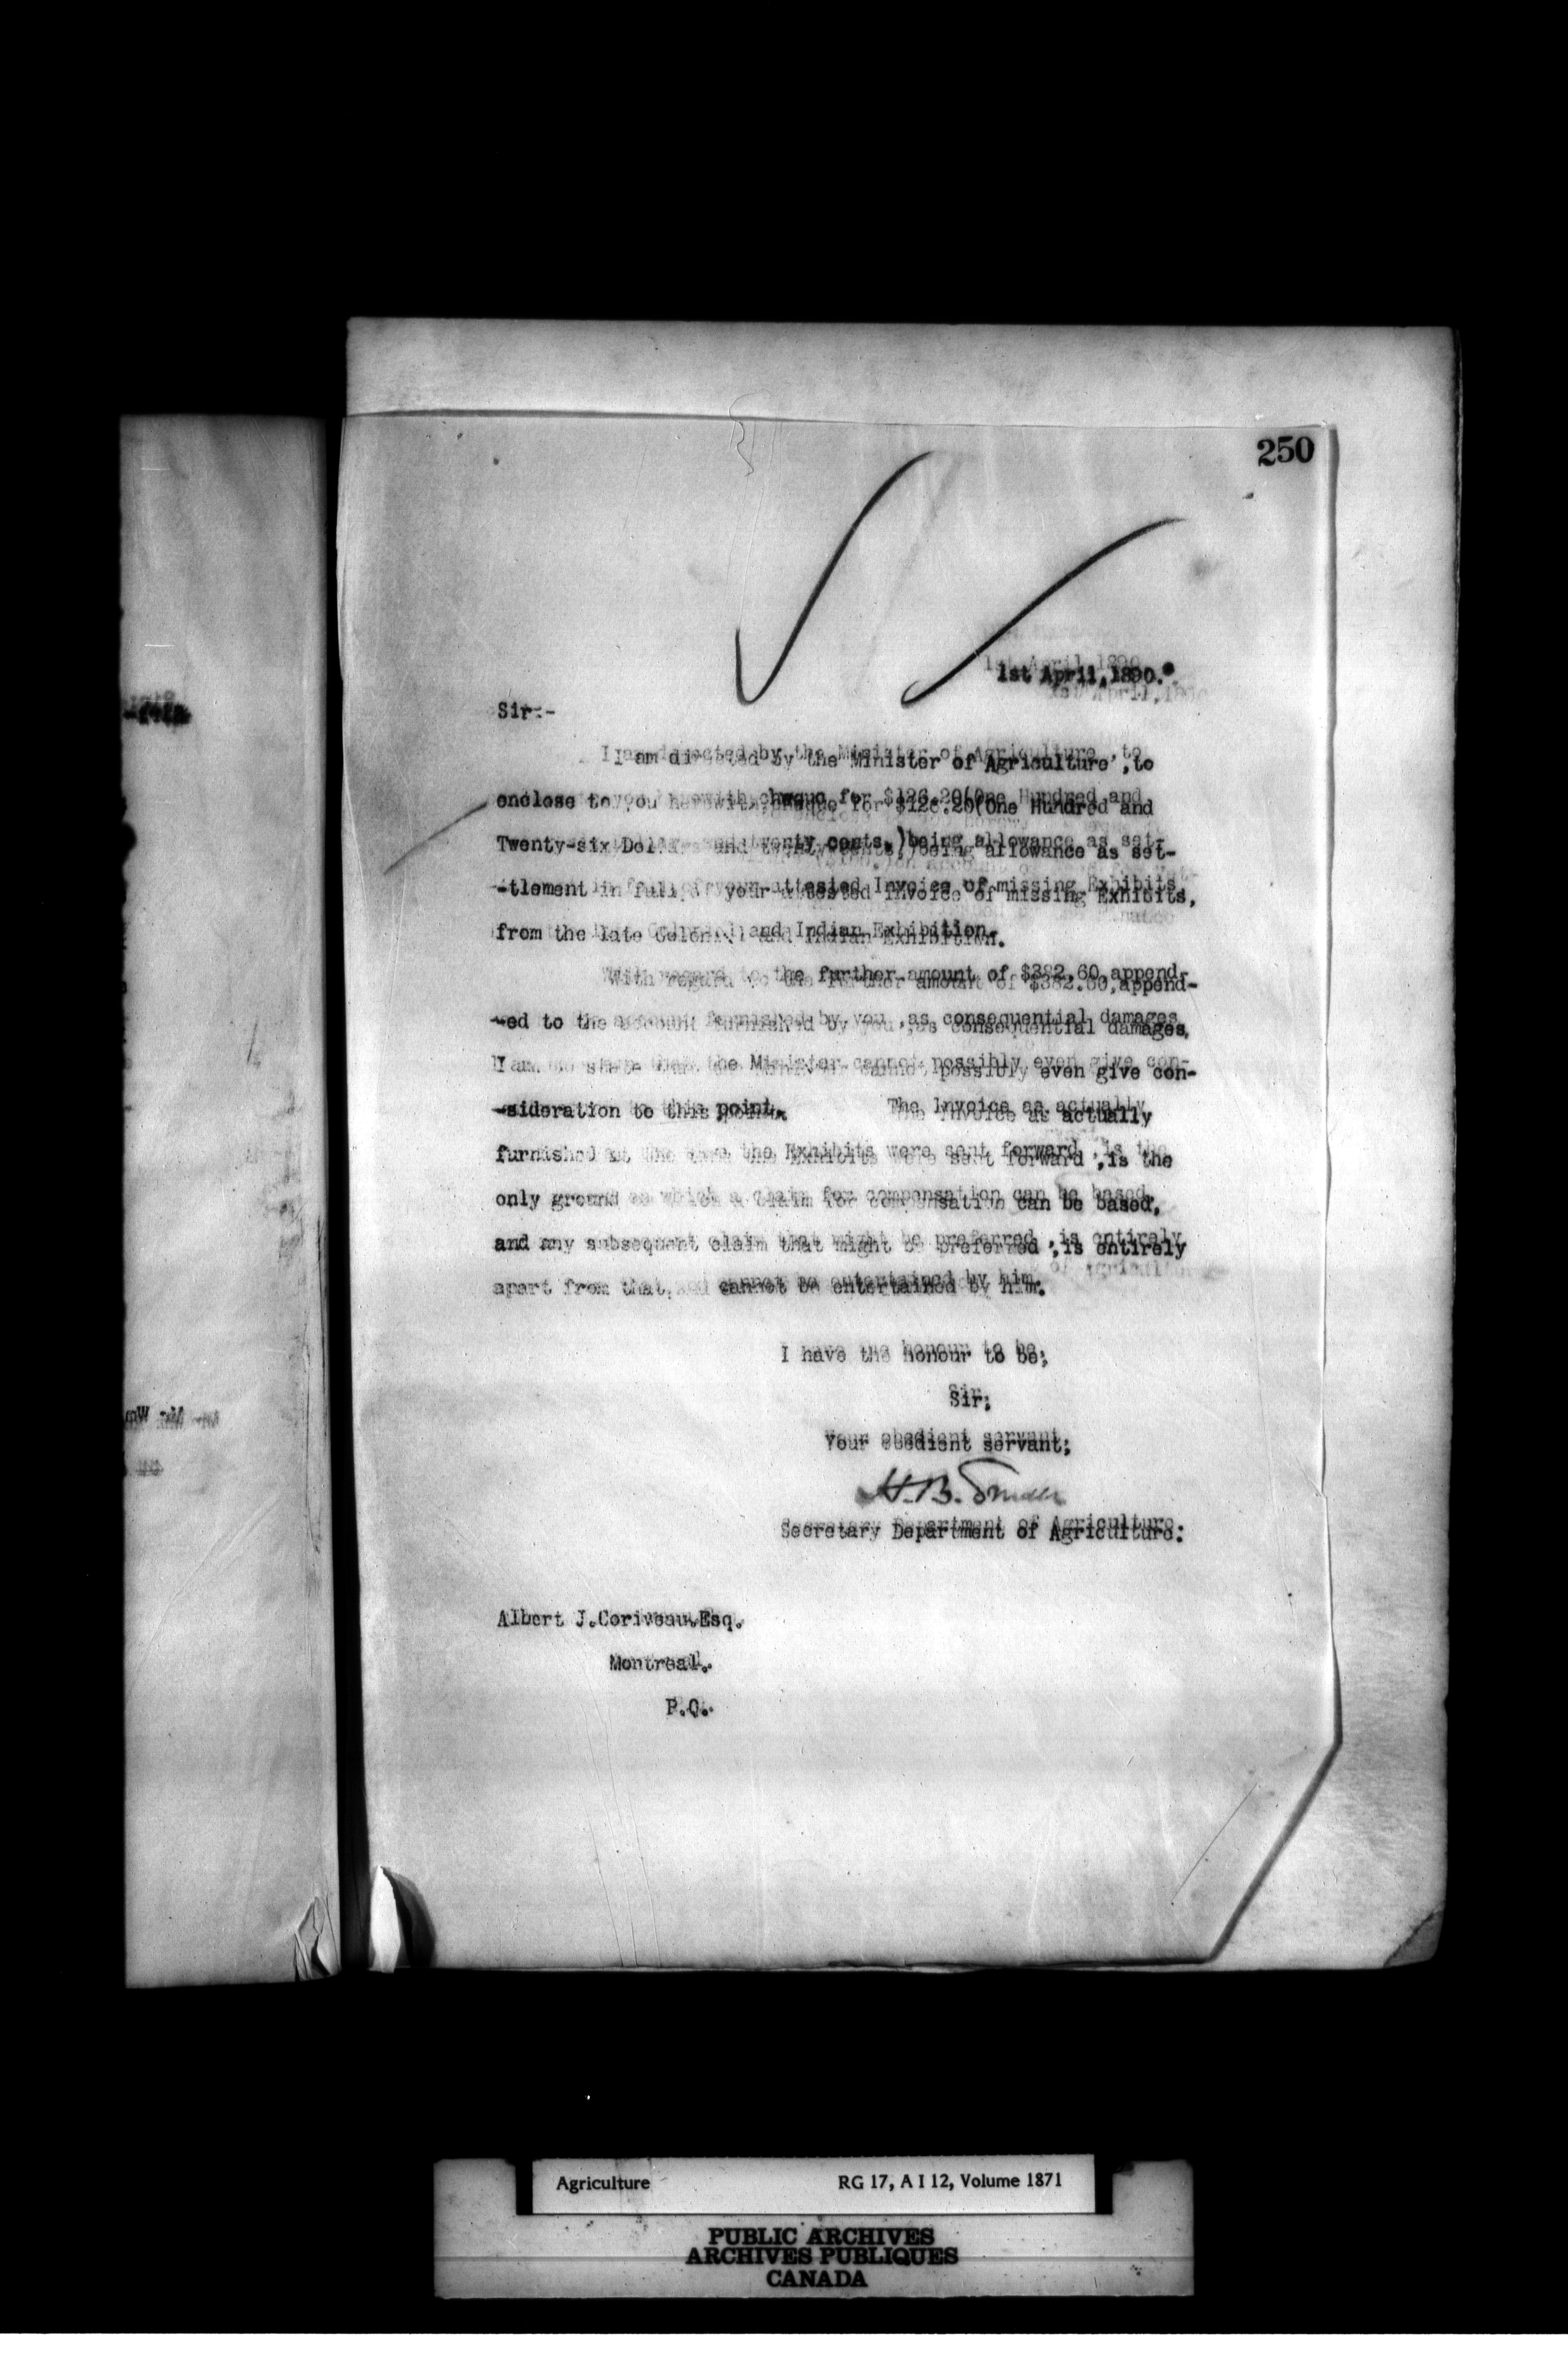 250
1st April, 1890.
Sir:-
I am directed by the Minister of Agriculture, to
enclose to you herewith cheque for $126.20(One Hundred and
Twenty-six Dollars and twenty cents,)being allowance as set-
-tlement in full, of your attested Invoice of missing Exhibits,
from the late Colonial and Indian Exhibition.
With regard to the further amount of $382.60,append-
-ed to the account furnished by you ,as consequential damages,
I am to state that the Minister cannot possibly even give con-
-sideration to this point. The Invoice as actually
furnished at the time the Exhibits were sent forward ,is the
only ground on which a claim for compensation can be based,
and any subsequent claim that might be preferred ,is entirely
apart from that, and cannot be entertained by him.
I have the honour to be;
Sir;
Your obedient servant;
H.B. Small
Secretary Department of Agriculture.
Albert J.Coriveau.Esq.
Montreal.
P.Q.
Agriculture RG 17, A I 12, Volume 1871
PUBLIC ARCHIVES
ARCHIVES PUBLIQUES
CANADA